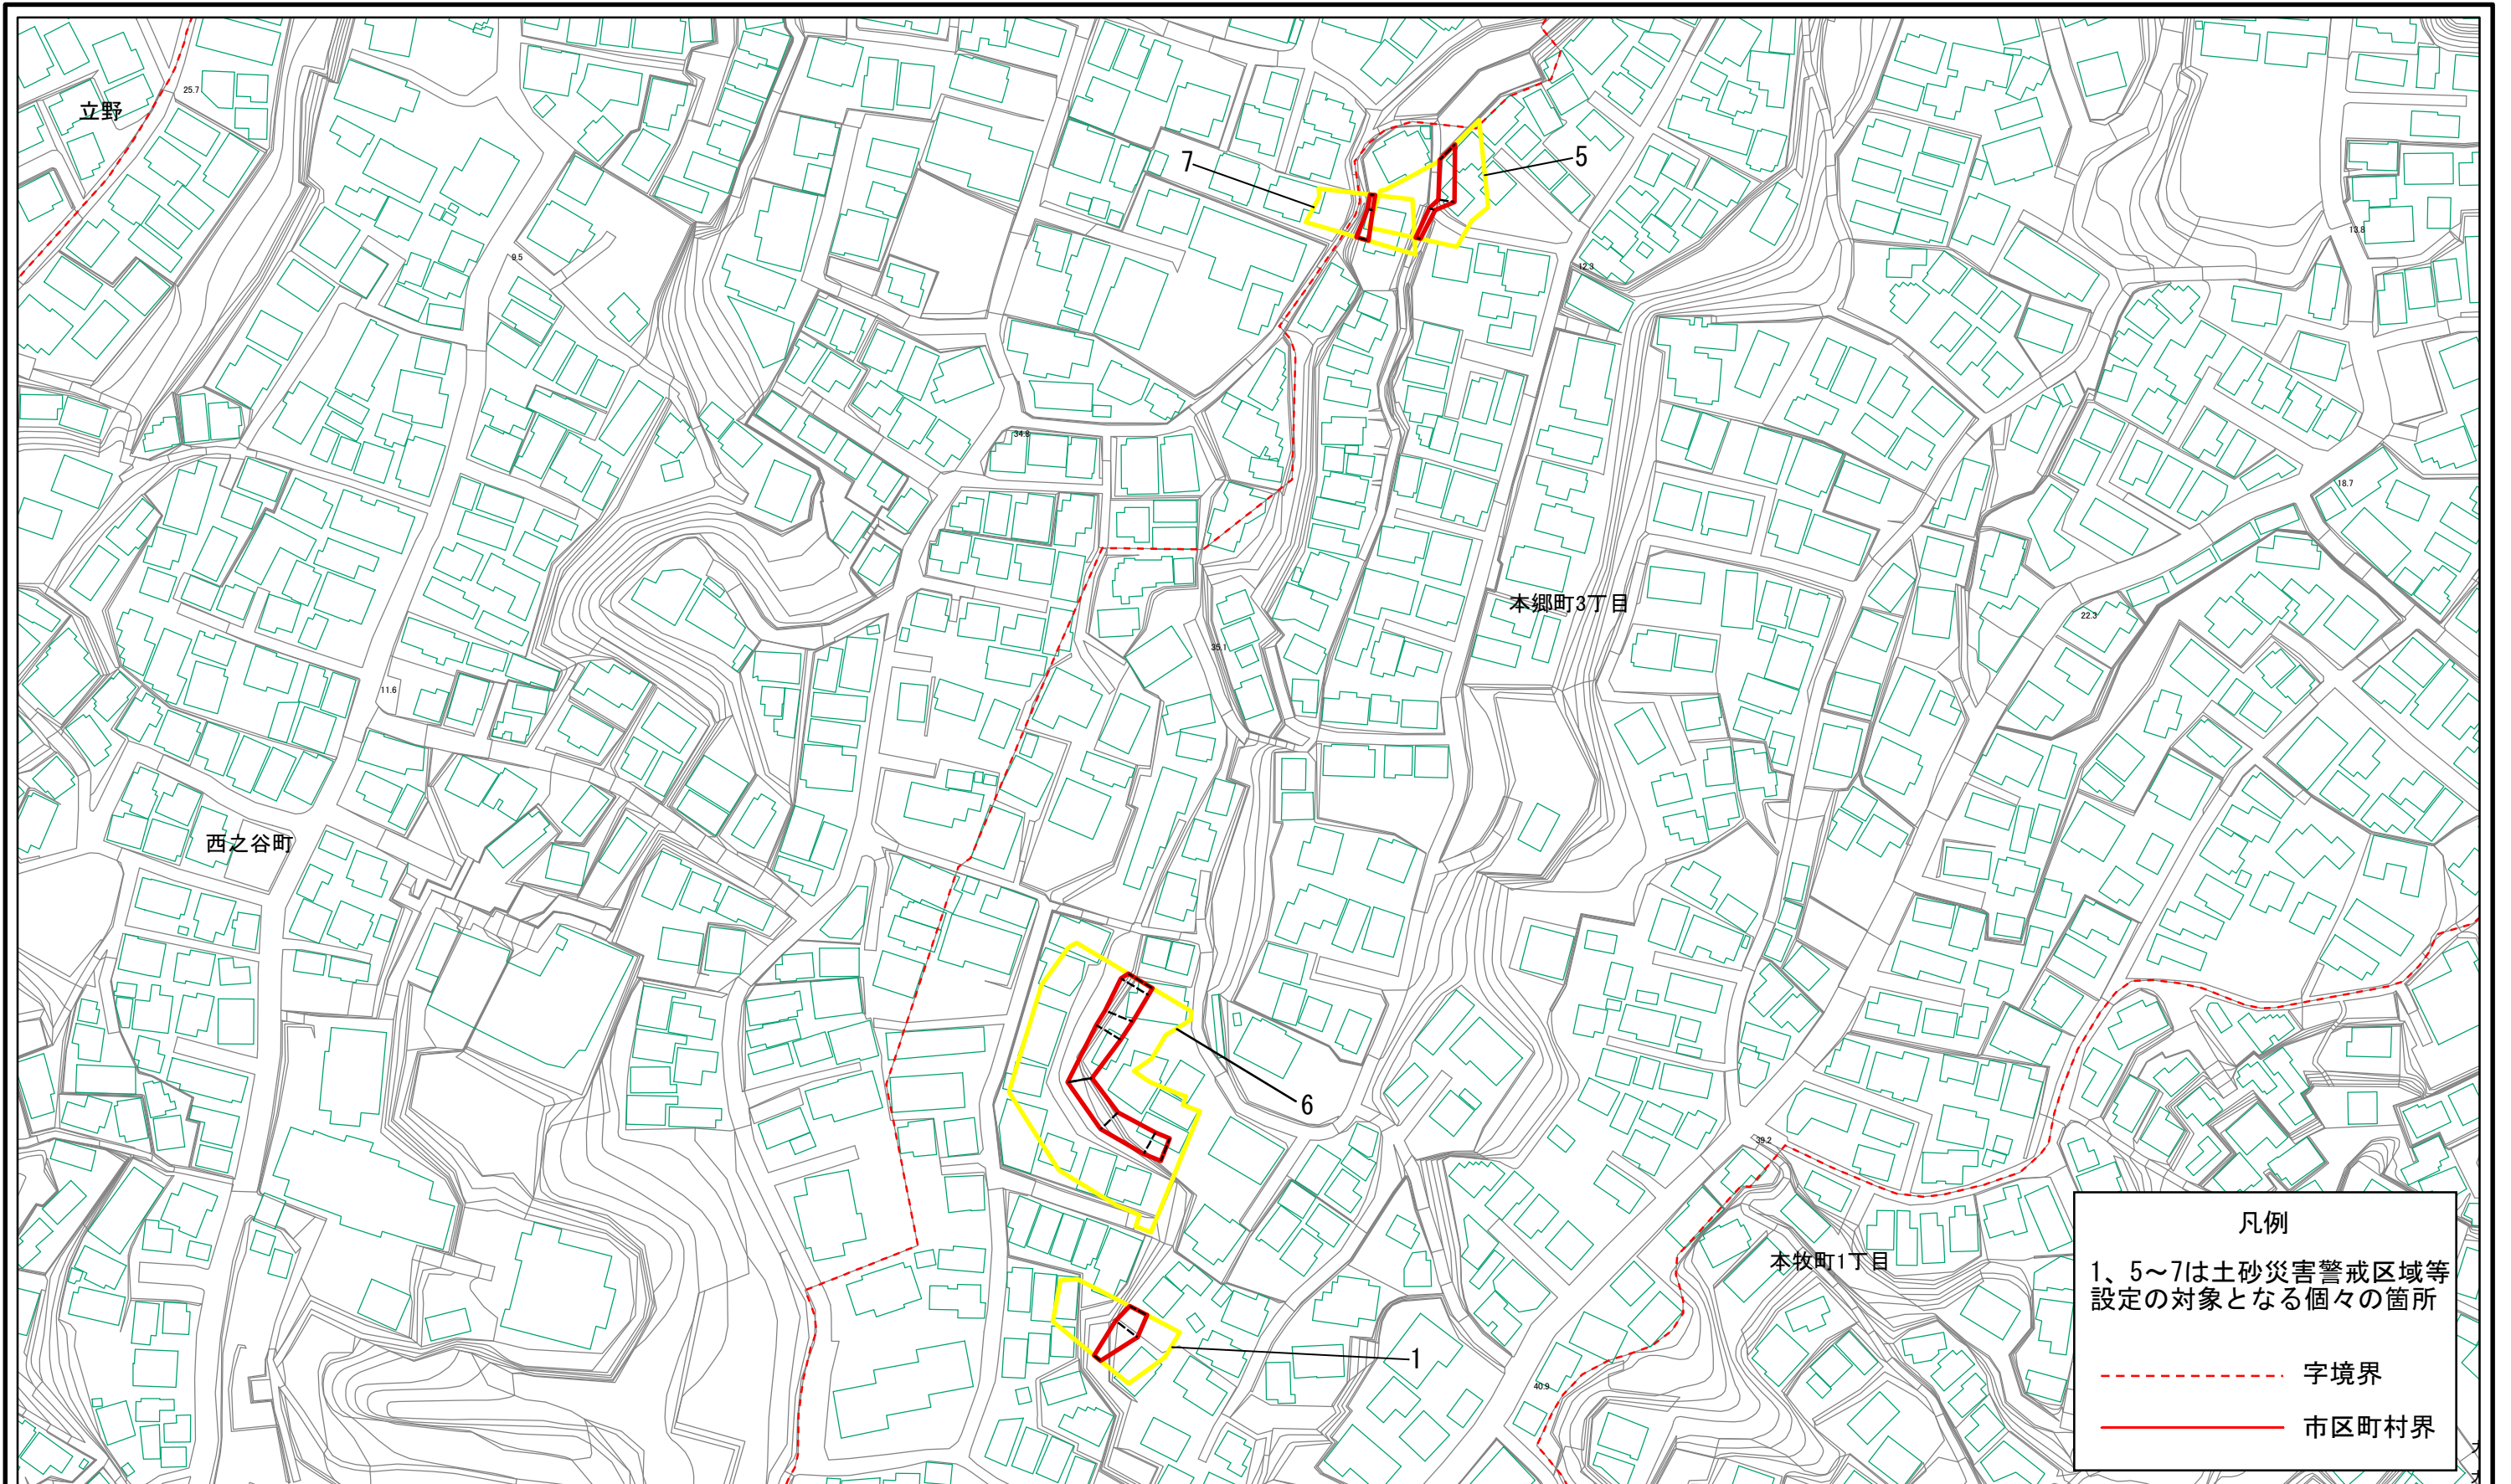 立野
25.7
7
5
9.5
12.3
13.8
34.8
18.7
本郷町3丁目
22.3
35.1
11.6
西之谷町
6
39.2
本牧町1丁目
1
40.9
凡例
1、5～7は土砂災害警戒区域等
設定の対象となる個々の箇所
字境界
市区町村界